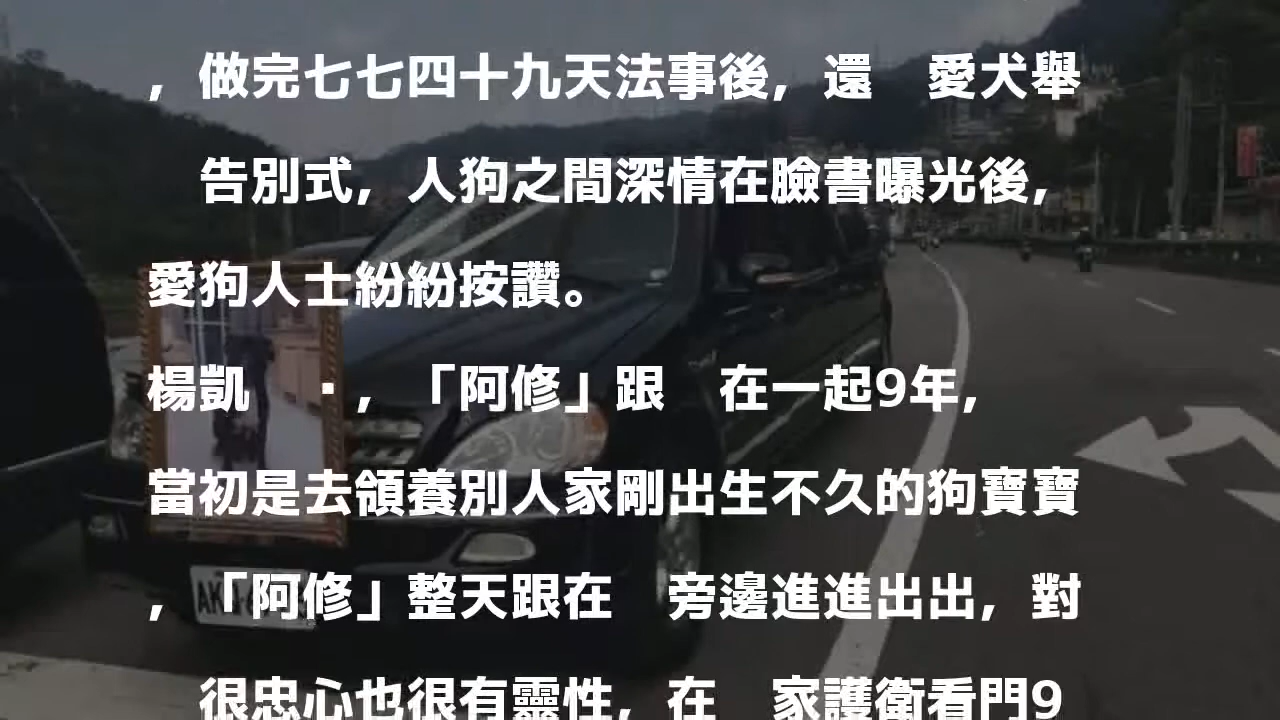 ，做完七七四十九天法事後，還　愛犬舉
　告別式，人狗之間深情在臉書曝光後，
愛狗人士紛紛按讚。
楊凱　·，「阿修」跟　在一起9年，
當初是去領養別人家剛出生不久的狗寶寶
，「阿修」整天跟在　旁邊進進出出，對
　很忠心也很有靈性，在　家護衛看門9